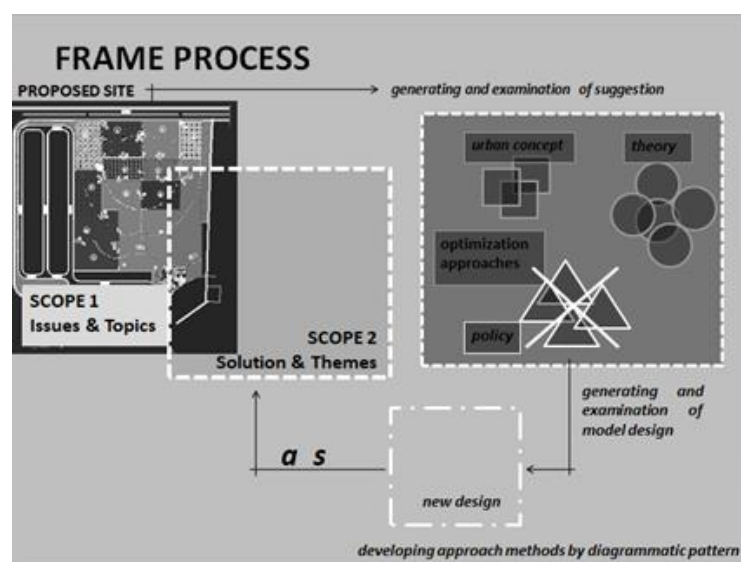 FRAME PROCESS
PROPOSED SITE
generating and examination of suggestion
urban concept
theory
optimization
approaches
policy
SCOPE 1
Issues & Topics
SCOPE 2
Solution & Themes
generating and
examination of
model design
a s
new design
developing approach methods by diagrammatic pattern